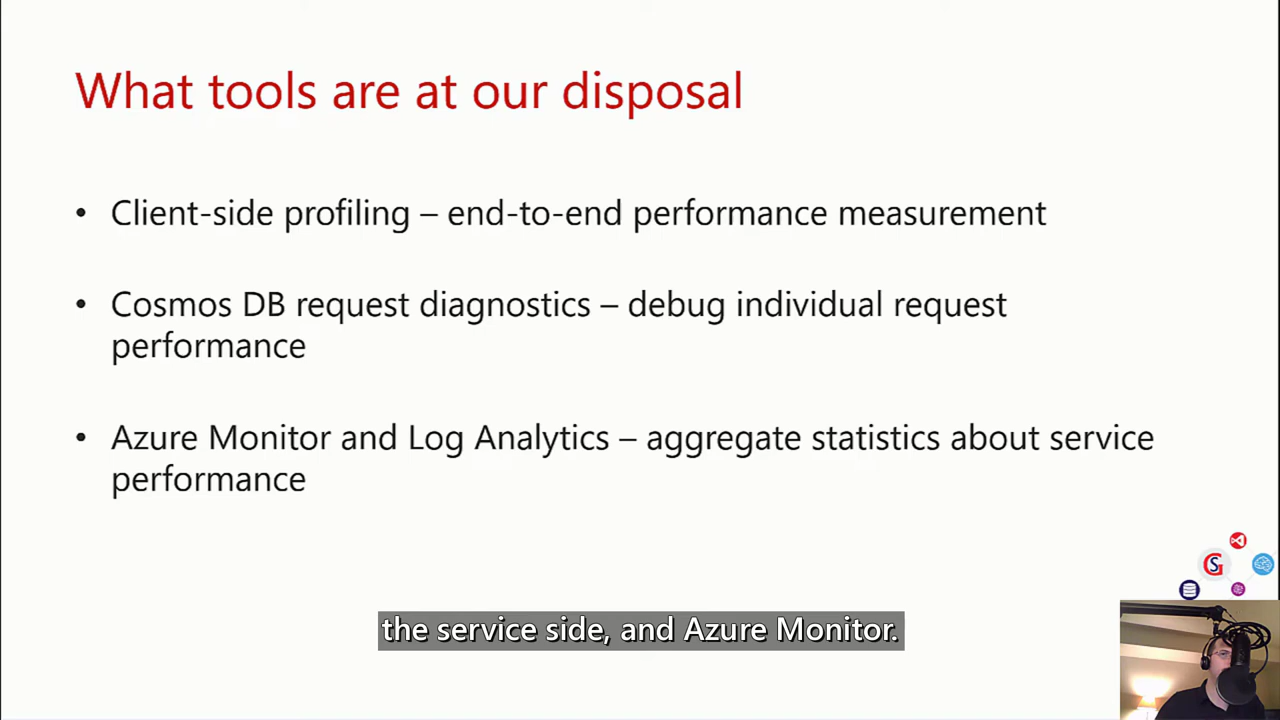 What tools are at our disposal
• Client-side profiling – end-to-end performance measurement
• Cosmos DB request diagnostics – debug individual request
performance
• Azure Monitor and Log Analytics – aggregate statistics about service
performance
SG
the service side, and Azure Monitor.